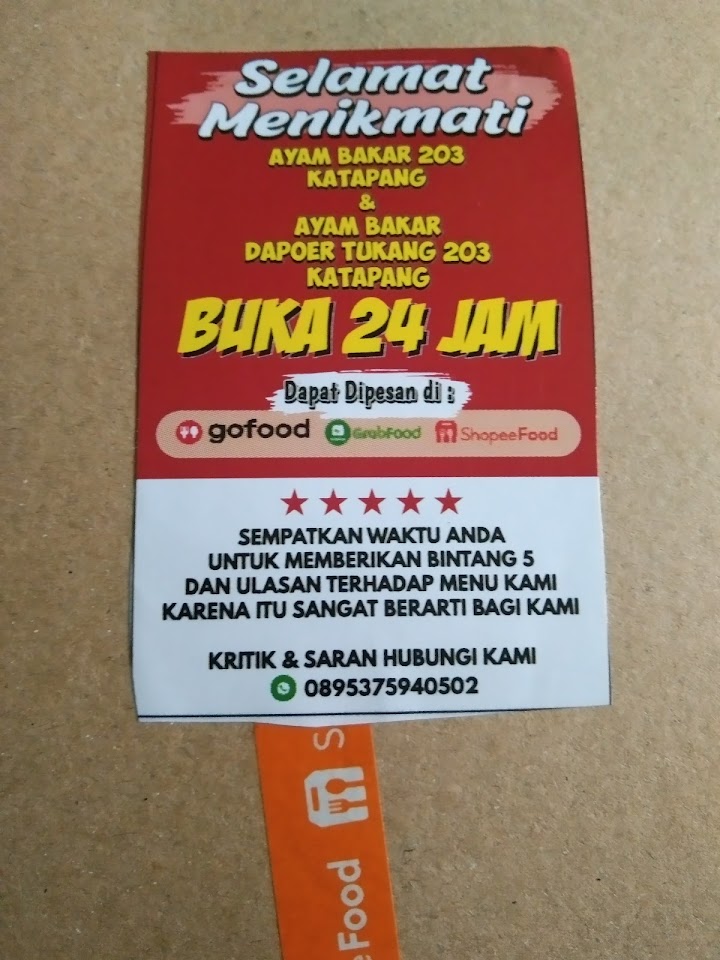 Selamat
Menikmati
AYAM BAKAR 203
KATAPANG
&
AYAM BAKAR
DAPOER TUKANG 203
KATAPANG
BUKA 24 JAM
Dapat Dipesan di :
gofood GrabFood ShopeeFood
SEMPATKAN WAKTU ANDA
UNTUK MEMBERIKAN BINTANG 5
DAN ULASAN TERHADAP MENU KAMI
KARENA ITU SANGAT BERARTI BAGI KAMI
KRITIK & SARAN HUBUNGI KAMI
0895375940502
S
eFood